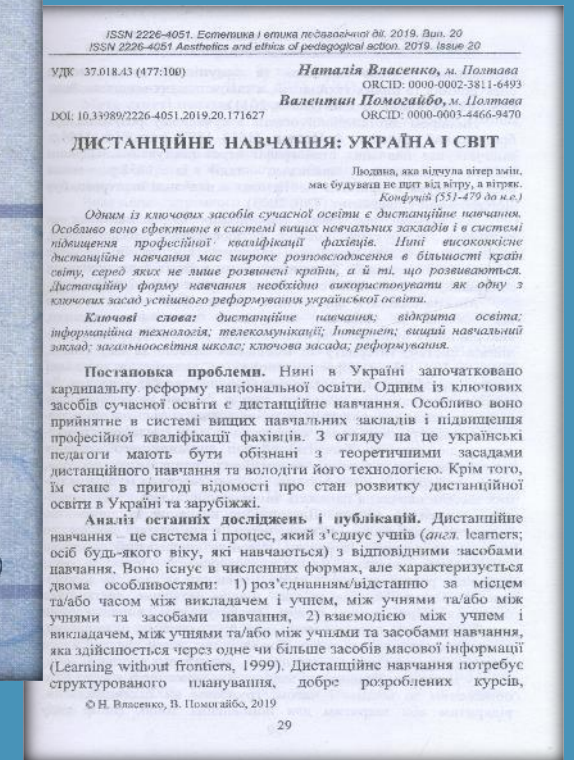 ISSN 2226-4051. Естетика і етика педагогічної дії. 2019. Вип. 20
ISSN 2226-4051 Aesthetics and ethics of pedagogical action. 2019. Issue 20
УДК 37.018.43 (477:100)
Наталія Власенко, м. Полтава
ORCID: 0000-0002-3811-6493
Валентин Помогайбо, м. Полтава
DOI: 10.33989/2226-4051.2019.20.171627
ORCID: 0000-0003-4466-9470
ДИСТАНЦІЙНЕ НАВЧАННЯ: УКРАЇНА І СВІТ
Людина, яка відчула вітер змін,
має будувати не щит від вітру, а вітряк.
Конфуцій (551-479 до н.е.)
Одним із ключових засобів сучасної освіти є дистанційне навчання.
Особливо воно ефективне в системі вищих навчальних закладів і в системі
підвищення професійної кваліфікації фахівців. Нині високоякісне
дистанційне навчання має широке розповсюдження в більшості країн
світу, серед яких не лише розвинені країни, а й ті, що розвиваються.
Дистанційну форму навчання необхідно використовувати як одну з
ключових засад успішного реформування української освіти.
Ключові слова: дистанційне навчання; відкрита освіта;
інформаційна технологія; телекомунікації; Інтернет; вищий навчальний
заклад; загальноосвітня школа; ключова засада; реформування.
Постановка проблеми. Нині в Україні започатковано
кардинальну реформу національної освіти. Одним із ключових
засобів сучасної освіти є дистанційне навчання. Особливо воно
прийнятне в системі вищих навчальних закладів і підвищення
професійної кваліфікації фахівців. З огляду на це українські
педагоги мають бути обізнані з теоретичними засадами
дистанційного навчання та володіти його технологією. Крім того,
їм стане в пригоді відомості про стан розвитку дистанційної
освіти в Україні та зарубіжжі.
Аналіз останніх досліджень і публікацій. Дистанційне
навчання – це система і процес, який з'єднує учнів (англ. learners;
осіб будь-якого віку, які навчаються) з відповідними засобами
навчання. Воно існує в численних формах, але характеризується
двома особливостями: 1) роз'єднанням/відстанню за місцем
та/або часом між викладачем і учнем, між учнями та/або між
учнями та засобами навчання, 2) взаємодією між учнем і
викладачем, між учнями та/або між учнями та засобами навчання,
яка здійснюється через одне чи більше засобів масової інформації
(Learning without frontiers, 1999). Дистанційне навчання потребує
структурованого планування, добре розроблених курсів,
© Н. Власенко, В. Помогайбо, 2019
29